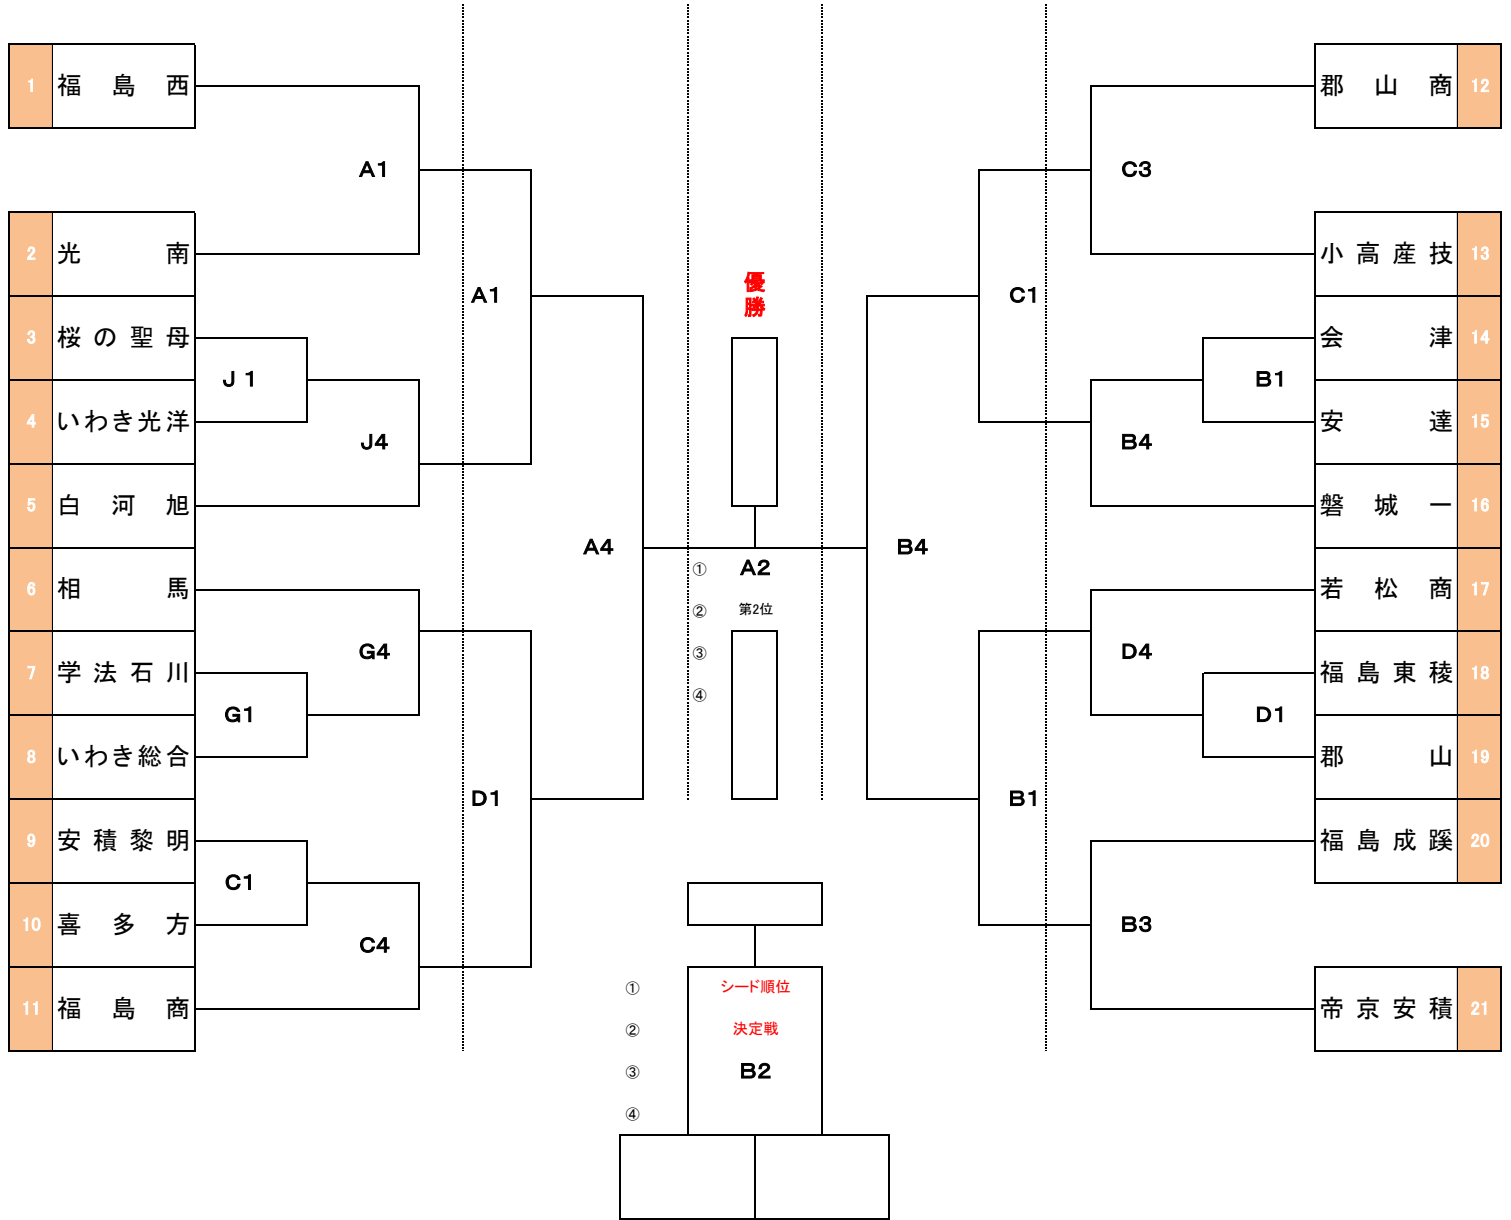 1 福島西
A1
2 光南
3 桜の聖母
J1
4 いわき光洋
J4
5 白河旭
A1
6 相馬
G4
7 学法石川
G1
8 いわき総合
9 安積黎明
C1
10 喜多方
C4
11 福島商
D1
A4
優勝
A2
①
② 第2位
③
④
B4
C1
B1
郡山商 12
C3
小高産技 13
会津 14
B1
安達 15
B4
磐城一 16
若松商 17
D4
福島東稜 18
D1
郡山 19
福島成蹊 20
B3
帝京安積 21
① シード順位
② 決定戦
③ B2
④